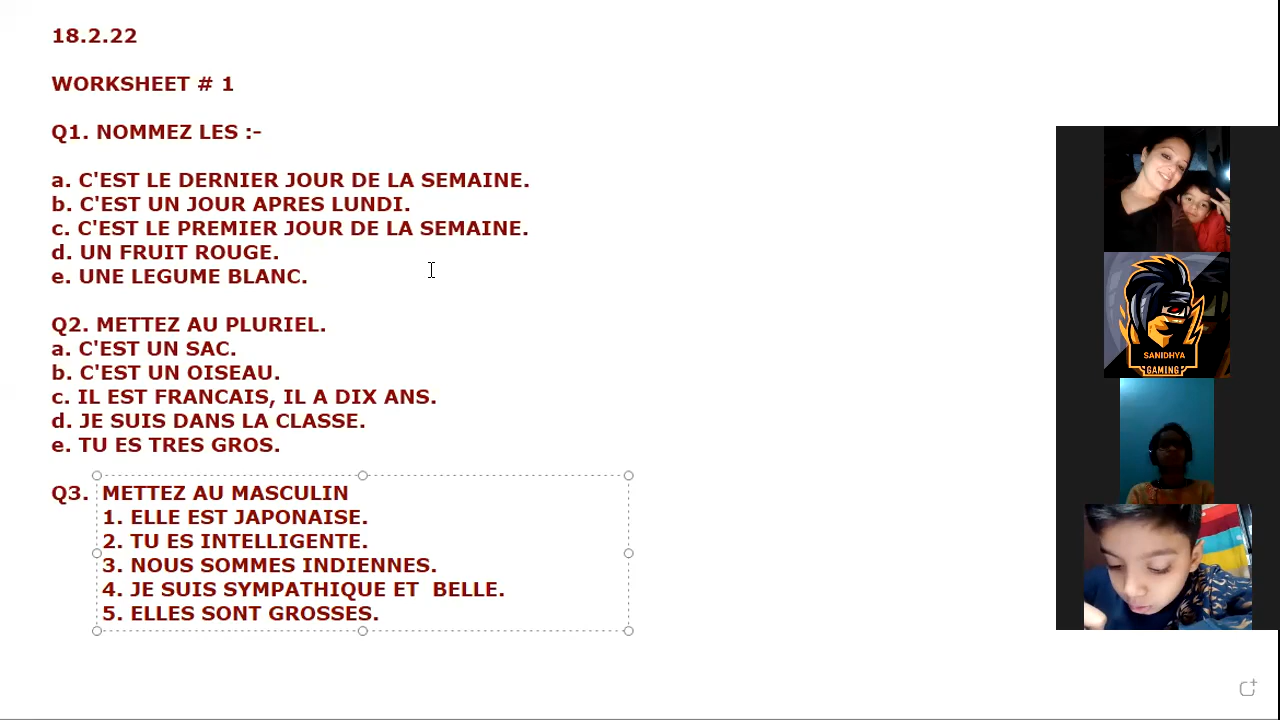 18.2.22
WORKSHEET # 1
Q1. NOMMEZ LES :-
a. C'EST LE DERNIER JOUR DE LA SEMAINE.
b. C'EST UN JOUR APRES LUNDI.
c. C'EST LE PREMIER JOUR DE LA SEMAINE.
d. UN FRUIT ROUGE.
e. UNE LEGUME BLANC.
Q2. METTEZ AU PLURIEL.
a. C'EST UN SAC.
b. C'EST UN OISEAU.
c. IL EST FRANCAIS, IL A DIX ANS.
d. JE SUIS DANS LA CLASSE.
e. TU ES TRES GROS.
Q3. METTEZ AU MASCULIN
1. ELLE EST JAPONAISE.
2. TU ES INTELLIGENTE.
3. NOUS SOMMES INDIENNES.
4. JE SUIS SYMPATHIQUE ET  BELLE.
5. ELLES SONT GROSSES.
SANIDHYA
GAMING